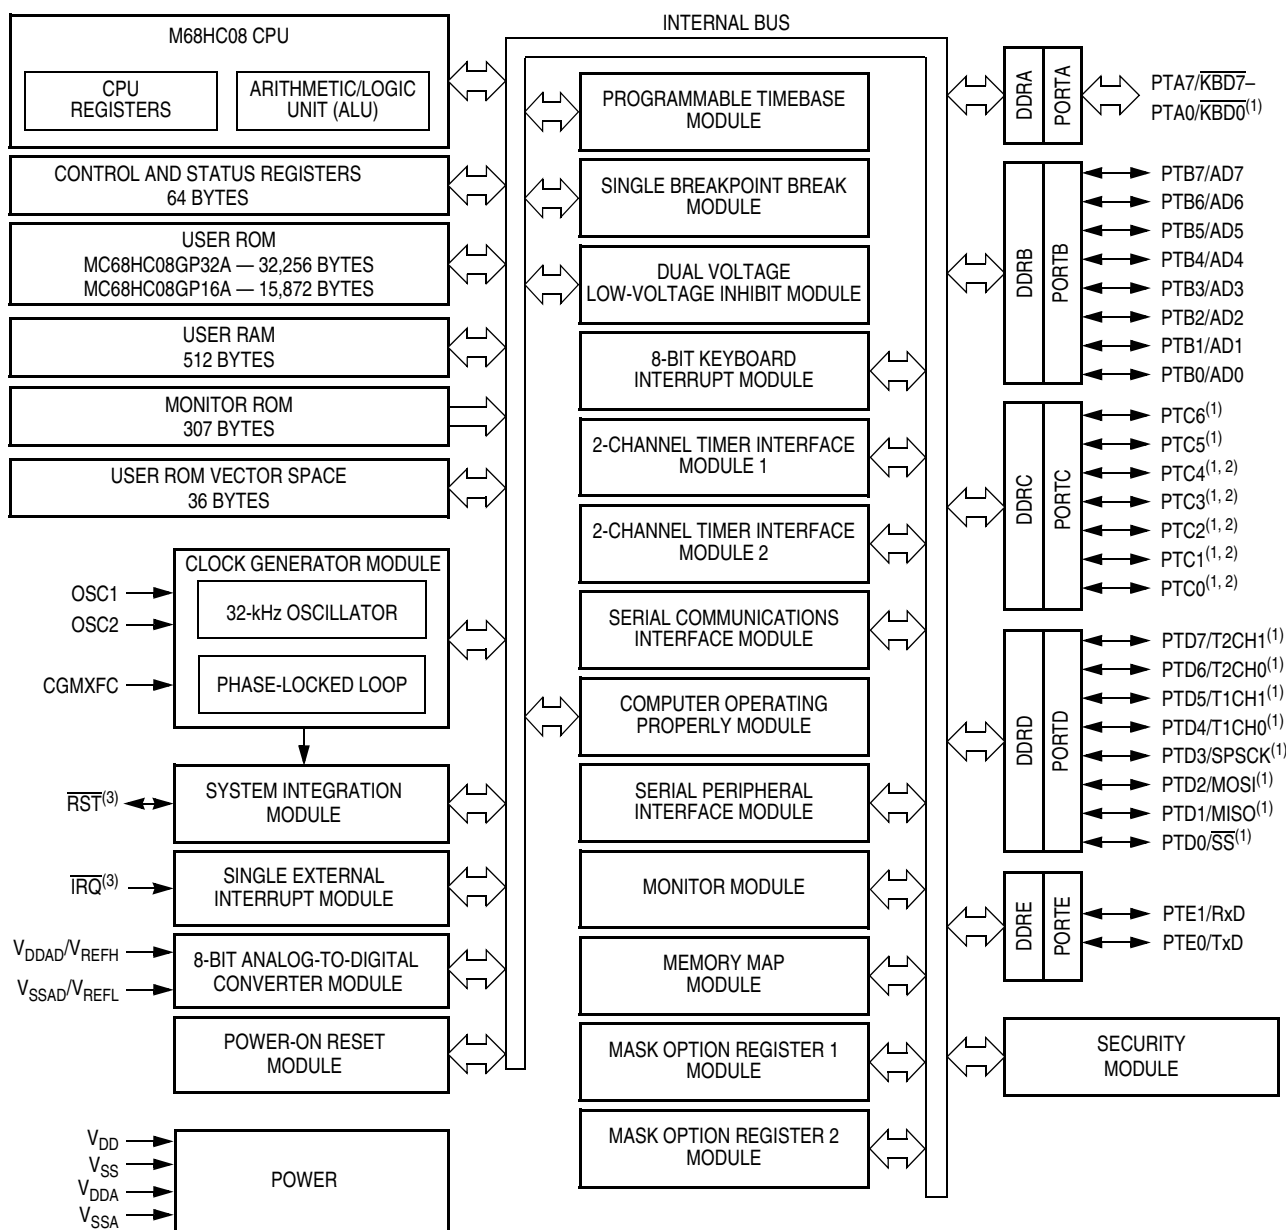 INTERNAL BUS
M68HC08 CPU
CPU
REGISTERS
ARITHMETIC/LOGIC
UNIT (ALU)
CONTROL AND STATUS REGISTERS
64 BYTES
USER ROM
MC68HC08GP32A — 32,256 BYTES
MC68HC08GP16A — 15,872 BYTES
USER RAM
512 BYTES
MONITOR ROM
307 BYTES
USER ROM VECTOR SPACE
36 BYTES
CLOCK GENERATOR MODULE
32-kHz OSCILLATOR
PHASE-LOCKED LOOP
OSC1
OSC2
CGMXFC
SYSTEM INTEGRATION
MODULE
R̅S̅T̅(3)
SINGLE EXTERNAL
INTERRUPT MODULE
I̅R̅Q̅(3)
8-BIT ANALOG-TO-DIGITAL
CONVERTER MODULE
VDDAD/VREFH
VSSAD/VREFL
POWER-ON RESET
MODULE
VDD
VSS
VDDA
VSSA
POWER
PROGRAMMABLE TIMEBASE
MODULE
SINGLE BREAKPOINT BREAK
MODULE
DUAL VOLTAGE
LOW-VOLTAGE INHIBIT MODULE
8-BIT KEYBOARD
INTERRUPT MODULE
2-CHANNEL TIMER INTERFACE
MODULE 1
2-CHANNEL TIMER INTERFACE
MODULE 2
SERIAL COMMUNICATIONS
INTERFACE MODULE
COMPUTER OPERATING
PROPERLY MODULE
SERIAL PERIPHERAL
INTERFACE MODULE
MONITOR MODULE
MEMORY MAP
MODULE
MASK OPTION REGISTER 1
MODULE
MASK OPTION REGISTER 2
MODULE
DDRA
PORTA
PTA7/K̅B̅D̅7̅–
PTA0/K̅B̅D̅0̅(1)
DDRB
PORTB
PTB7/AD7
PTB6/AD6
PTB5/AD5
PTB4/AD4
PTB3/AD3
PTB2/AD2
PTB1/AD1
PTB0/AD0
DDRC
PORTC
PTC6(1)
PTC5(1)
PTC4(1, 2)
PTC3(1, 2)
PTC2(1, 2)
PTC1(1, 2)
PTC0(1, 2)
DDRD
PORTD
PTD7/T2CH1(1)
PTD6/T2CH0(1)
PTD5/T1CH1(1)
PTD4/T1CH0(1)
PTD3/SPSCK(1)
PTD2/MOSI(1)
PTD1/MISO(1)
PTD0/S̅S̅(1)
DDRE
PORTE
PTE1/RxD
PTE0/TxD
SECURITY
MODULE